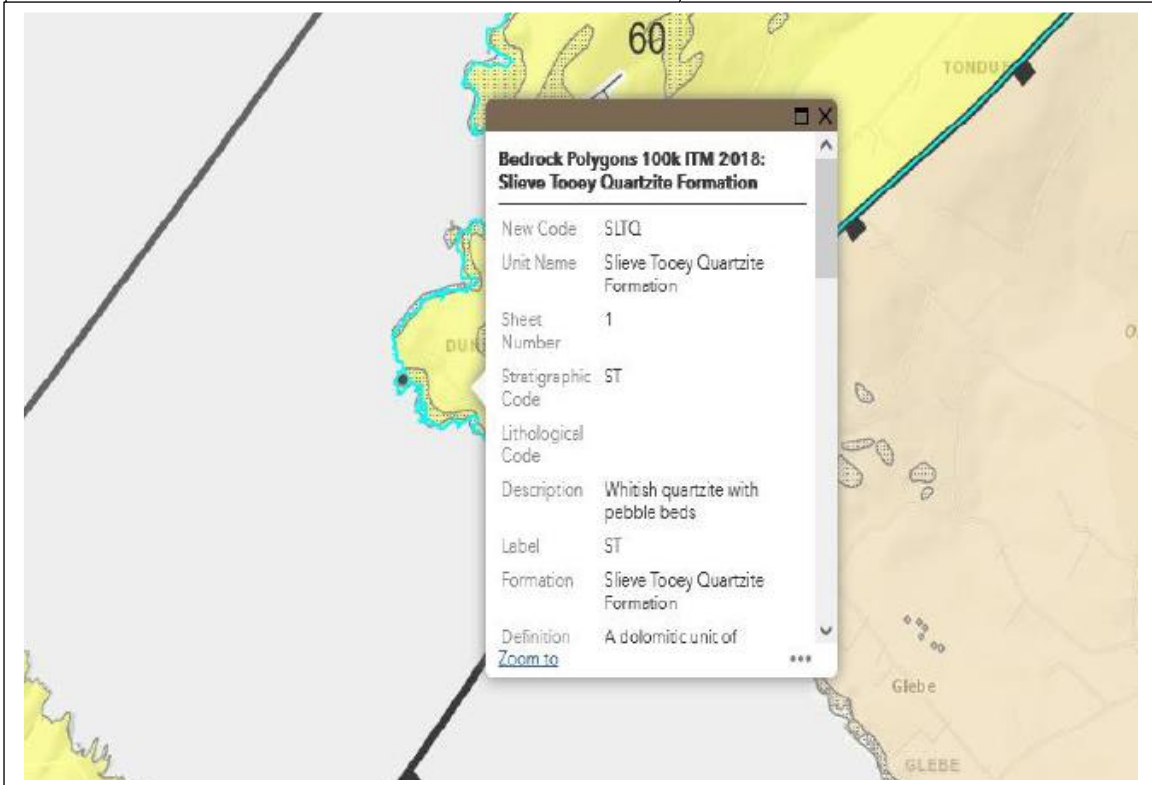 60
TONDU
Bedrock Polygons 100k ITM 2018:
Slieve Tooey Quartzite Formation
New Code SLTQ
Unit Name Slieve Tooey Quartzite
Formation
Sheet 1
Number
DUN
Stratigraphic ST
Code
Lithological
Code
Description Whitish quartzite with
pebble beds
Label ST
Formation Slieve Tooey Quartzite
Formation
Definition A dolomitic unit of
Zoom to
Glebe
GLEBE